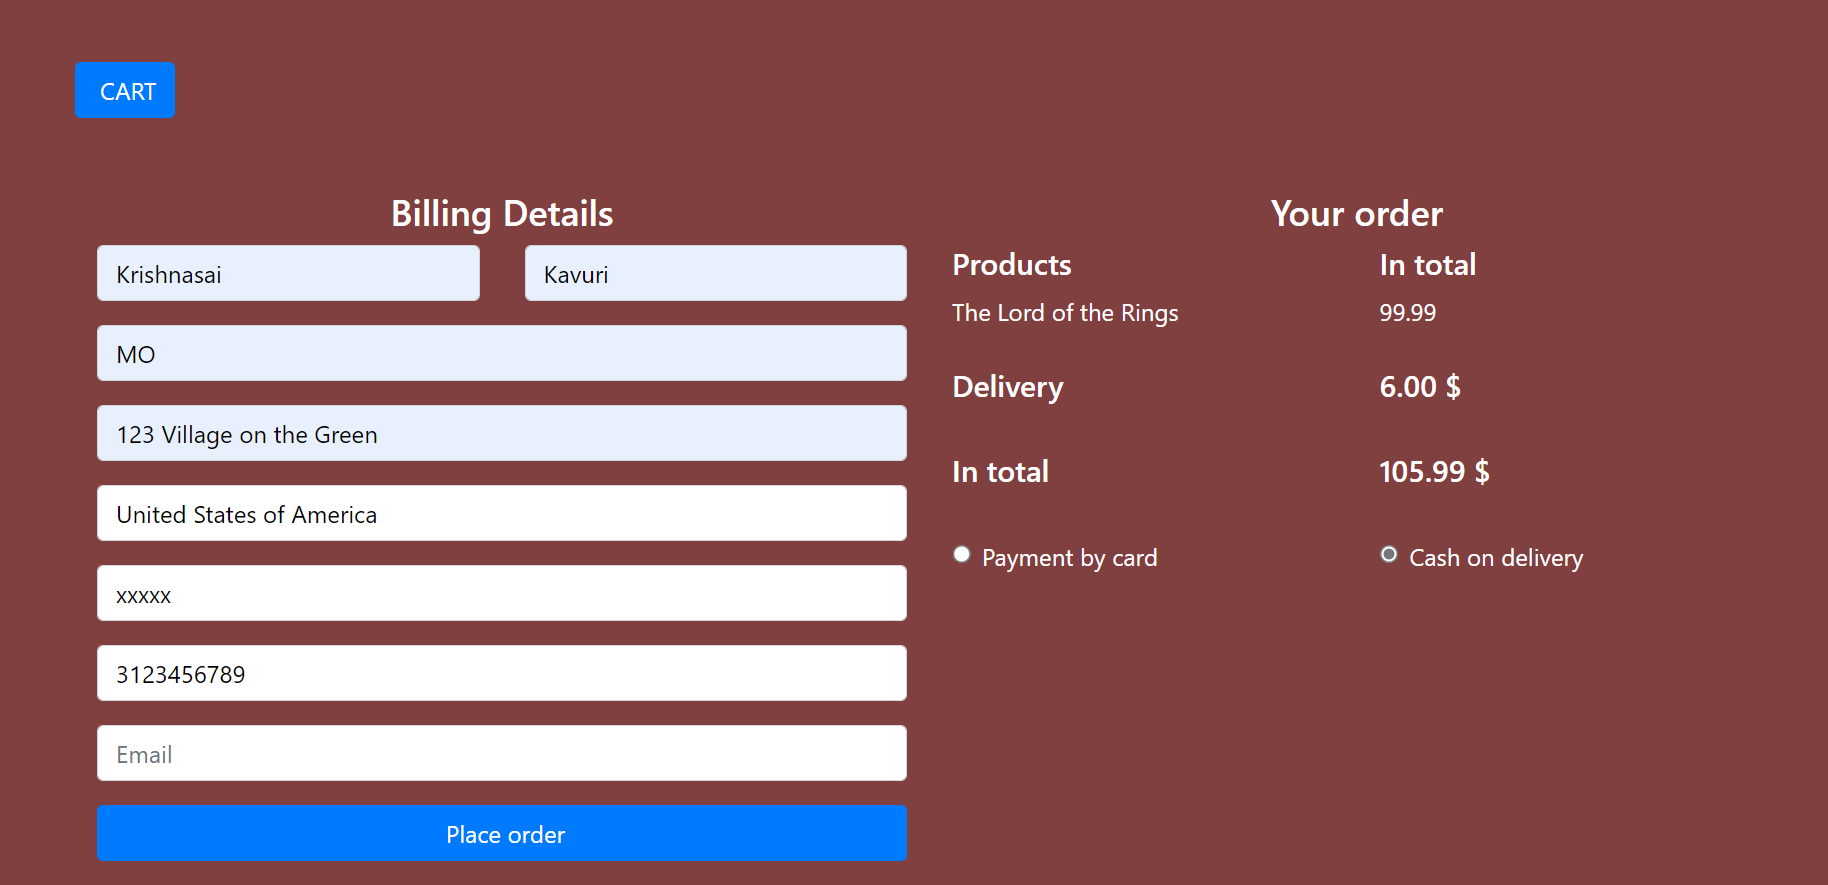 CART
Billing Details
Krishnasai
Kavuri
MO
123 Village on the Green
United States of America
xxxxx
3123456789
Email
Place order
Your order
Products In total
The Lord of the Rings 99.99
Delivery 6.00 $
In total 105.99 $
Payment by card Cash on delivery